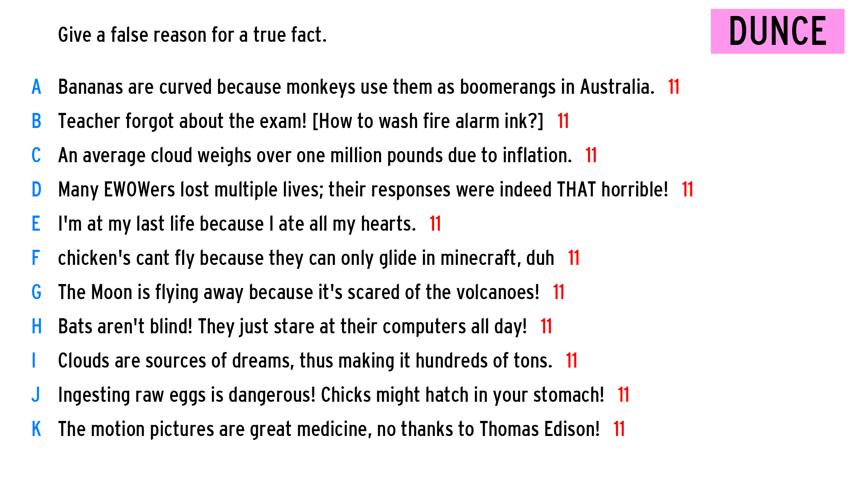 Give a false reason for a true fact.
DUNCE
A Bananas are curved because monkeys use them as boomerangs in Australia. 11
B Teacher forgot about the exam! [How to wash fire alarm ink?] 11
C An average cloud weighs over one million pounds due to inflation. 11
D Many EWOWers lost multiple lives; their responses were indeed THAT horrible! 11
E I'm at my last life because I ate all my hearts. 11
F chicken's cant fly because they can only glide in minecraft, duh 11
G The Moon is flying away because it's scared of the volcanoes! 11
H Bats aren't blind! They just stare at their computers all day! 11
I Clouds are sources of dreams, thus making it hundreds of tons. 11
J Ingesting raw eggs is dangerous! Chicks might hatch in your stomach! 11
K The motion pictures are great medicine, no thanks to Thomas Edison! 11